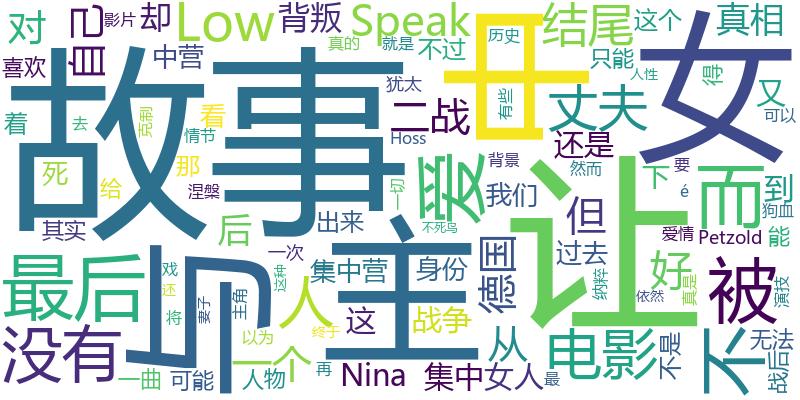 对
影片
却
Low
背叛
Speak
真的
就是
不过
历史
结尾
这个
只能
真相
喜欢
自己
中营
故事
着
去
克制
看
情节
二战
犹太
中
有些
丈夫
人性
得
又
女
可以
死
给
那
涅槃
爱
Hoss
背景
还是
然而
下
要
é
而
到
其实
后
出来
一切
不死鸟
我们
但
过去
爱情
Petzold
狗血
能
最后
与
主
一次
集中营
身份
德国
让
纳粹
好
真是
被
演技
戏
还
将
妻子
主角
人
这种
这
战争
依然
没有
以为
终于
从
电影
不是
不
无法
战后
一曲
可能
一个
人物
再
Nina
集中
女人
最